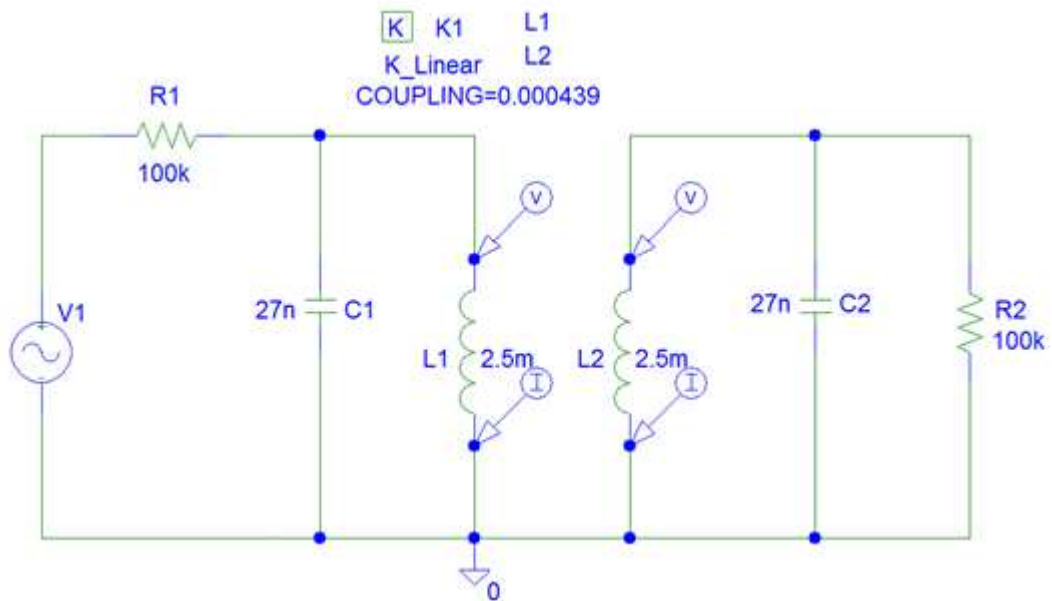 K K1 L1
K_Linear L2
COUPLING=0.000439
R1
100k
V
V
V1
27n C1
27n C2
R2
100k
L1 2.5m
L2 2.5m
I
I
0